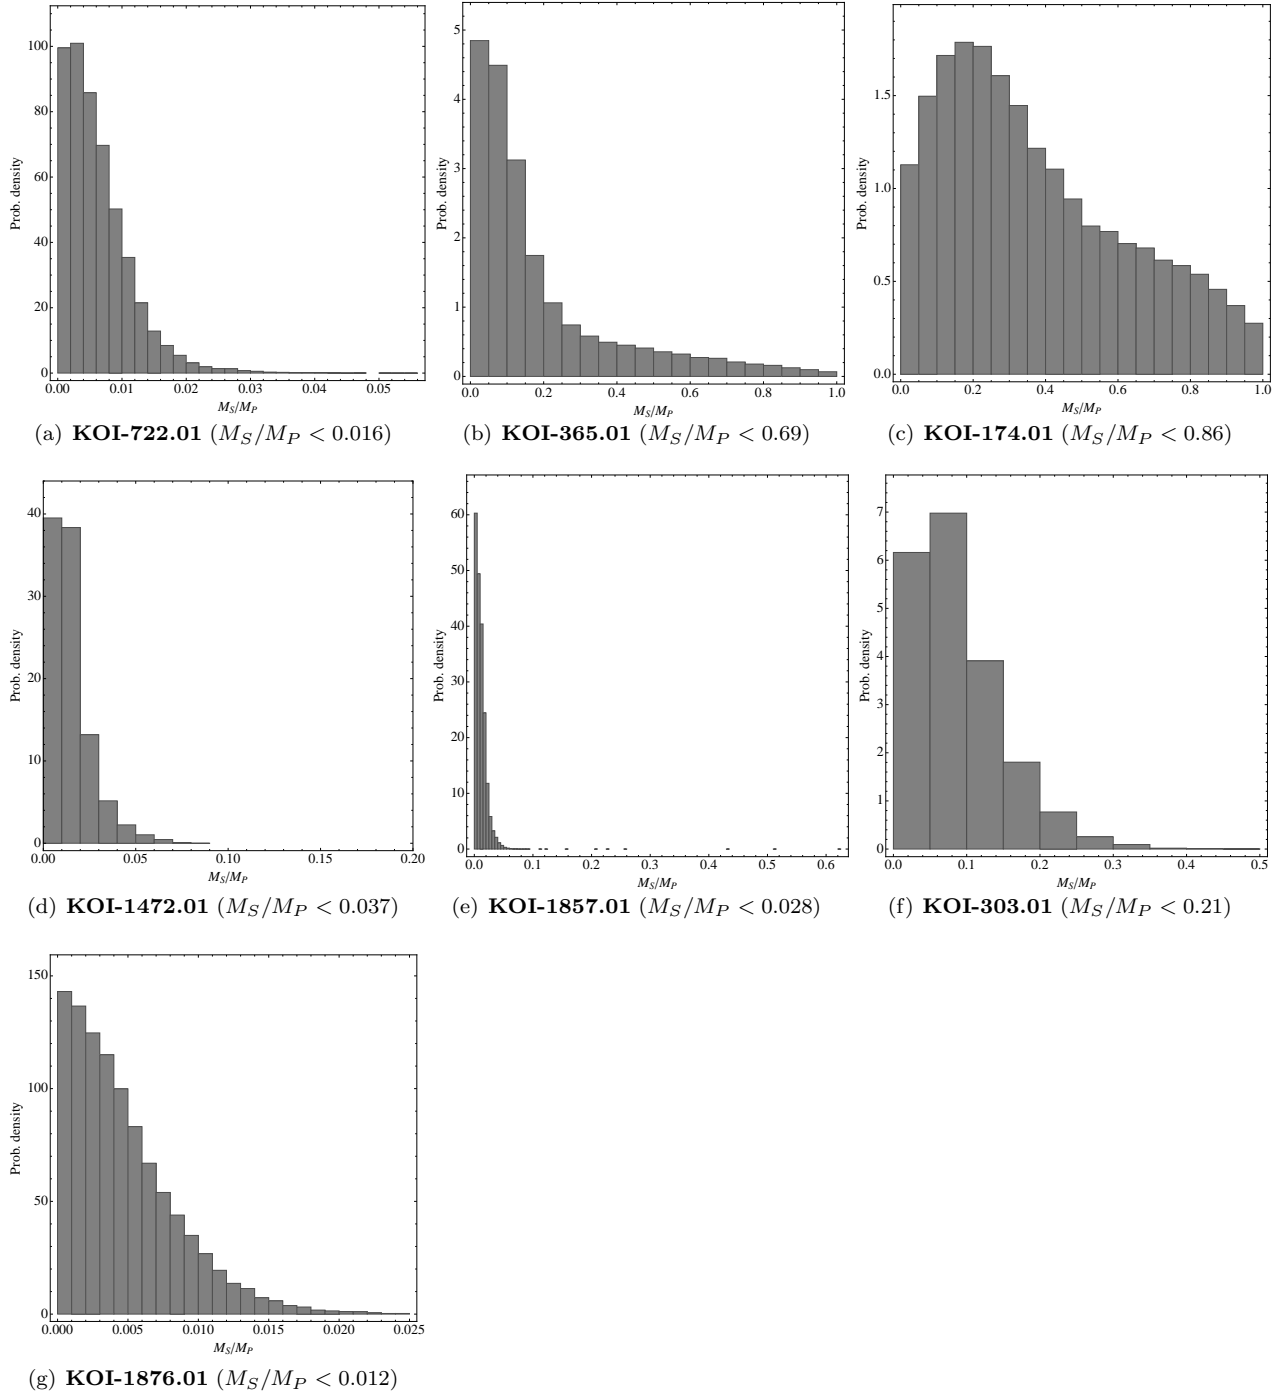 100
80
60
40
20
0
Prob. density
0.00 0.01 0.02 0.03 0.04 0.05
M_S/M_P
(a) KOI-722.01 (M_S/M_P < 0.016)
5
4
3
2
1
0
Prob. density
0.0 0.2 0.4 0.6 0.8 1.0
M_S/M_P
(b) KOI-365.01 (M_S/M_P < 0.69)
1.5
1.0
0.5
0.0
Prob. density
0.0 0.2 0.4 0.6 0.8 1.0
M_S/M_P
(c) KOI-174.01 (M_S/M_P < 0.86)
40
30
20
10
0
Prob. density
0.00 0.05 0.10 0.15 0.20
M_S/M_P
(d) KOI-1472.01 (M_S/M_P < 0.037)
60
50
40
30
20
10
0
Prob. density
0.0 0.1 0.2 0.3 0.4 0.5 0.6
M_S/M_P
(e) KOI-1857.01 (M_S/M_P < 0.028)
7
6
5
4
3
2
1
0
Prob. density
0.0 0.1 0.2 0.3 0.4 0.5
M_S/M_P
(f) KOI-303.01 (M_S/M_P < 0.21)
150
100
50
0
Prob. density
0.000 0.005 0.010 0.015 0.020 0.025
M_S/M_P
(g) KOI-1876.01 (M_S/M_P < 0.012)